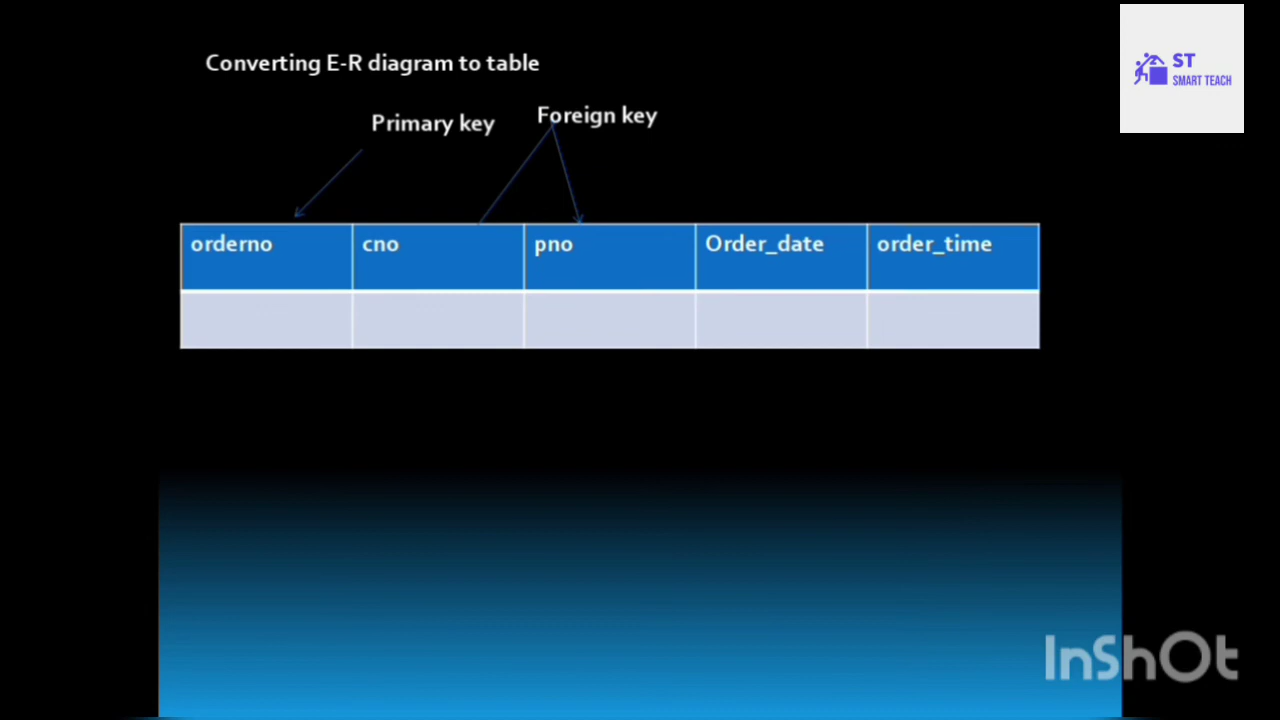 Converting E-R diagram to table
Primary key
Foreign key
orderno cno pno Order_date order_time
ST
SMART TEACH
InShOt